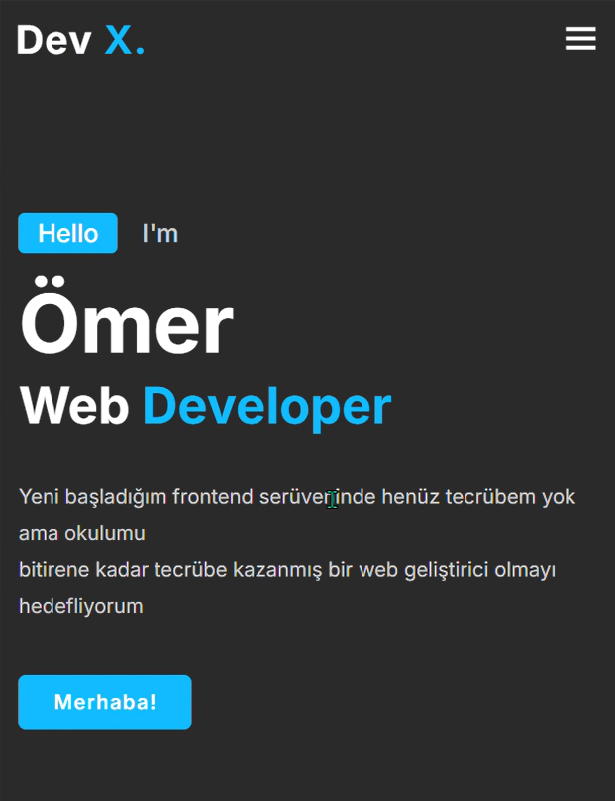 Dev X.
Hello I'm
Ömer
Web Developer
Yeni başladığım frontend serüveninde henüz tecrübem yok
ama okulumu
bitirene kadar tecrübe kazanmış bir web geliştirici olmayı
hedefliyorum
Merhaba!